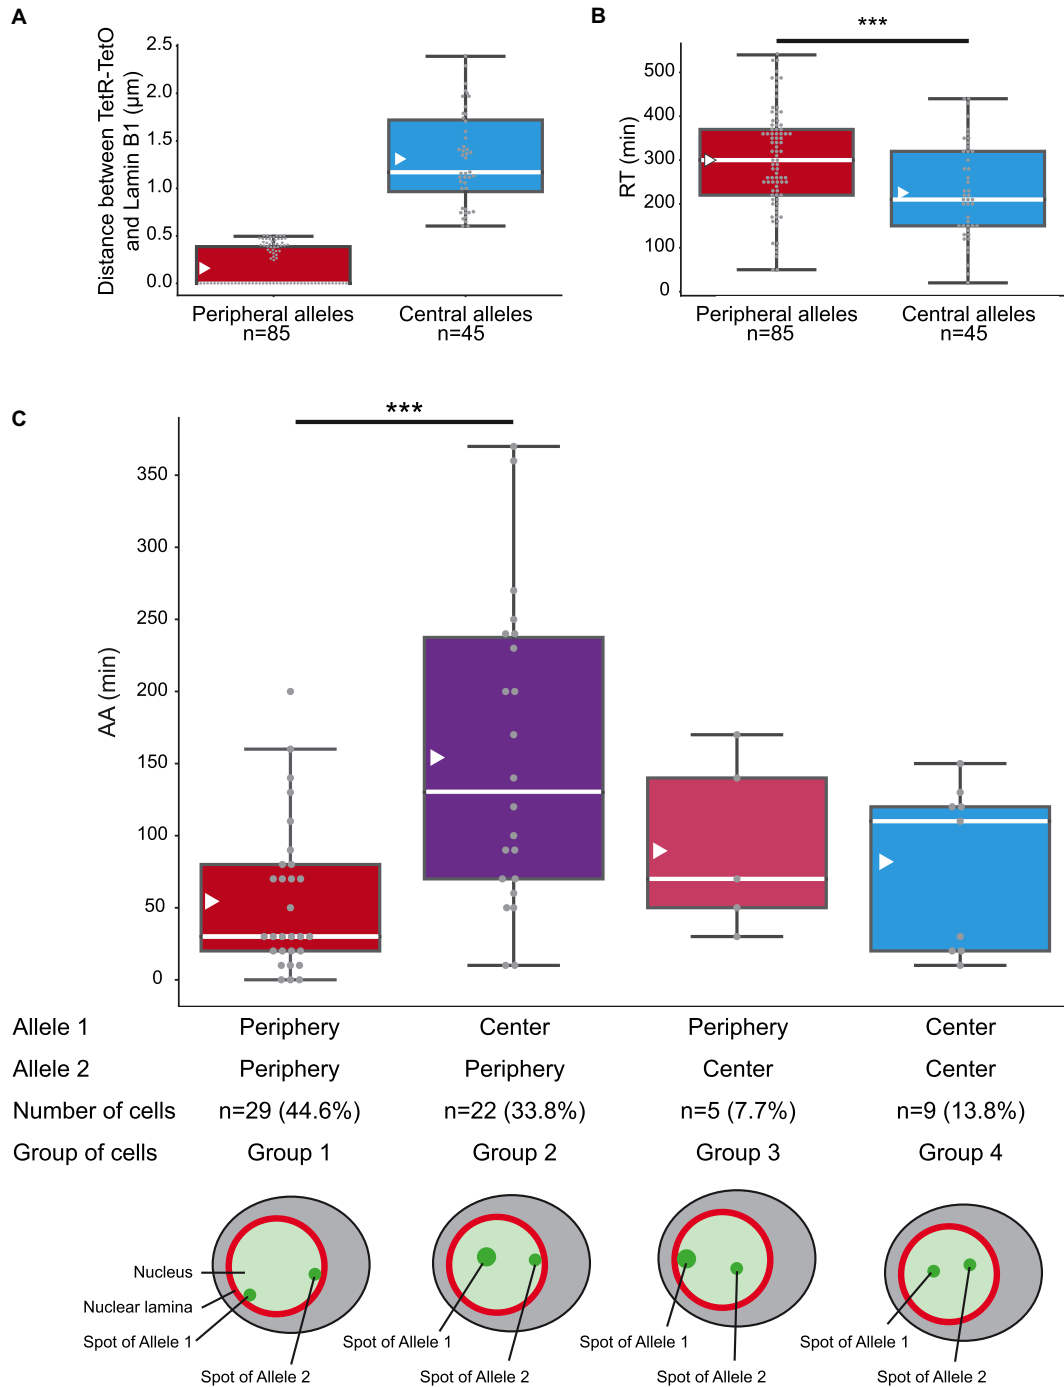 A
Distance between TetR-TetO
and Lamin B1 (µm)
2.5
2.0
1.5
1.0
0.5
0.0
Peripheral alleles
n=85
Central alleles
n=45
B
***
RT (min)
500
400
300
200
100
0
Peripheral alleles
n=85
Central alleles
n=45
C
***
AA (min)
350
300
250
200
150
100
50
0
Allele 1 Periphery Center Periphery Center
Allele 2 Periphery Periphery Center Center
Number of cells n=29 (44.6%) n=22 (33.8%) n=5 (7.7%) n=9 (13.8%)
Group of cells Group 1 Group 2 Group 3 Group 4
Nucleus
Nuclear lamina
Spot of Allele 1 Spot of Allele 1 Spot of Allele 1 Spot of Allele 1
Spot of Allele 2 Spot of Allele 2 Spot of Allele 2 Spot of Allele 2